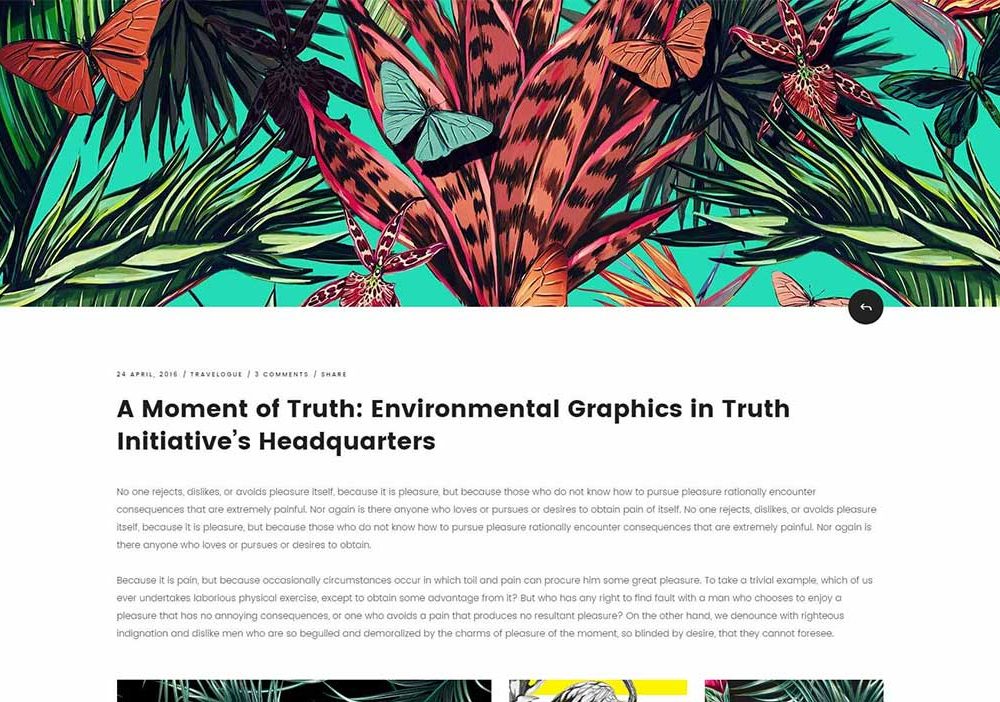 24 APRIL, 2016 / TRAVELOGUE / 3 COMMENTS / SHARE
A Moment of Truth: Environmental Graphics in Truth
Initiative’s Headquarters
No one rejects, dislikes, or avoids pleasure itself, because it is pleasure, but because those who do not know how to pursue pleasure rationally encounter
consequences that are extremely painful. Nor again is there anyone who loves or pursues or desires to obtain pain of itself. No one rejects, dislikes, or avoids pleasure
itself, because it is pleasure, but because those who do not know how to pursue pleasure rationally encounter consequences that are extremely painful. Nor again is
there anyone who loves or pursues or desires to obtain.
Because it is pain, but because occasionally circumstances occur in which toil and pain can procure him some great pleasure. To take a trivial example, which of us
ever undertakes laborious physical exercise, except to obtain some advantage from it? But who has any right to find fault with a man who chooses to enjoy a
pleasure that has no annoying consequences, or one who avoids a pain that produces no resultant pleasure? On the other hand, we denounce with righteous
indignation and dislike men who are so beguiled and demoralized by the charms of pleasure of the moment, so blinded by desire, that they cannot foresee.